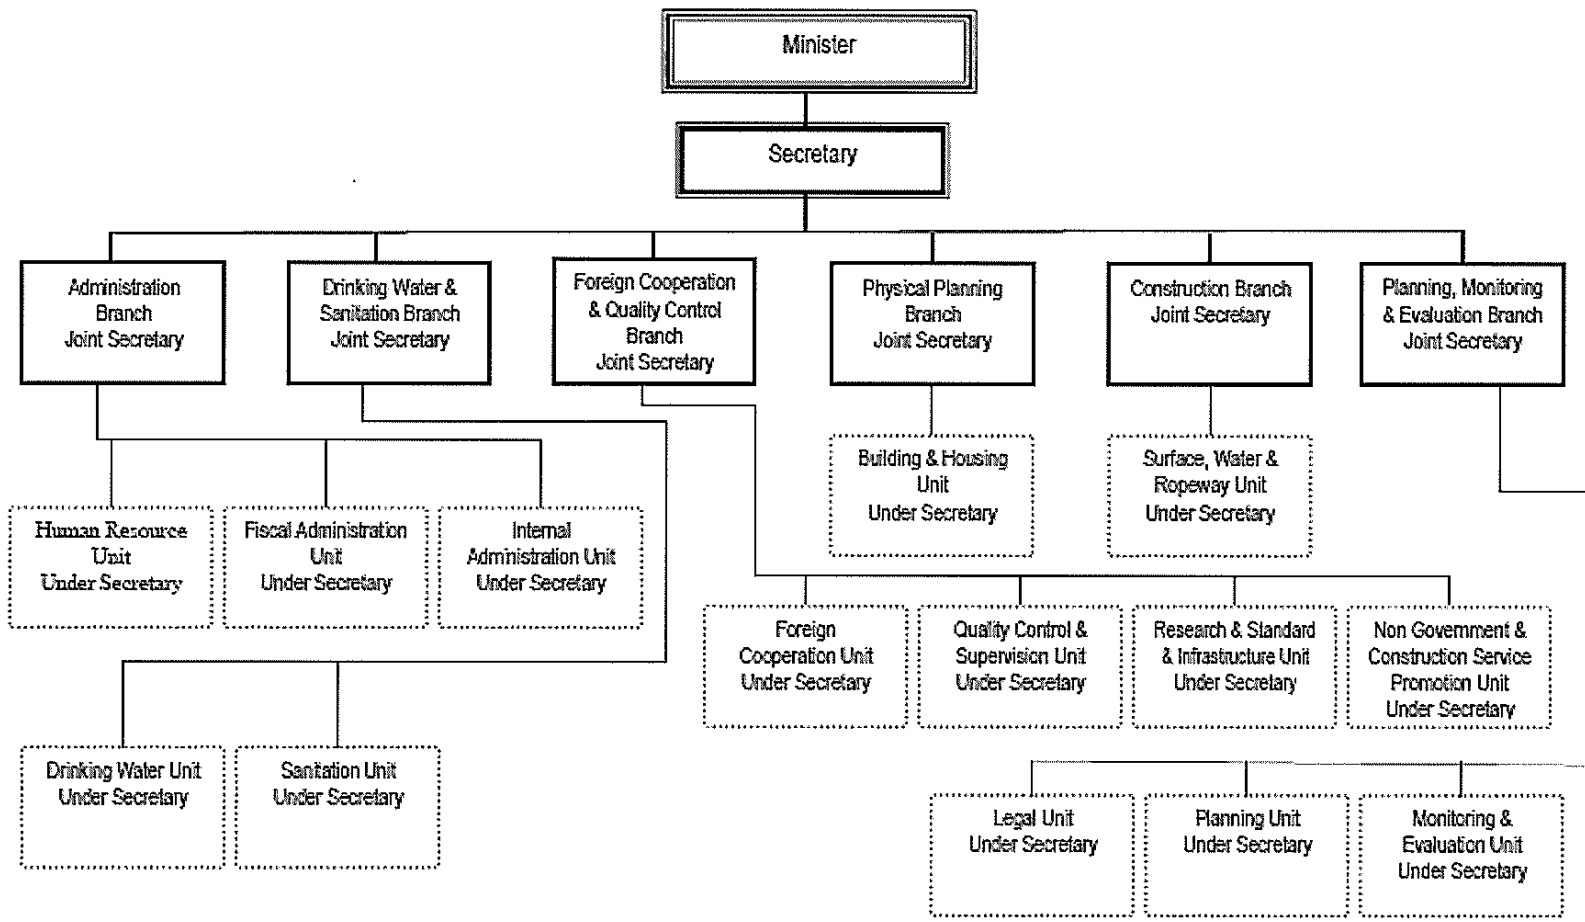 Minister
Secretary
Administration
Branch
Joint Secretary
Drinking Water &
Sanitation Branch
Joint Secretary
Foreign Cooperation
& Quality Control
Branch
Joint Secretary
Physical Planning
Branch
Joint Secretary
Construction Branch
Joint Secretary
Planning, Monitoring
& Evaluation Branch
Joint Secretary
Building & Housing
Unit
Under Secretary
Surface, Water &
Ropeway Unit
Under Secretary
Human Resource
Unit
Under Secretary
Fiscal Administration
Unit
Under Secretary
Internal
Administration Unit
Under Secretary
Foreign
Cooperation Unit
Under Secretary
Quality Control &
Supervision Unit
Under Secretary
Research & Standard
& Infrastructure Unit
Under Secretary
Non Government &
Construction Service
Promotion Unit
Under Secretary
Drinking Water Unit
Under Secretary
Sanitation Unit
Under Secretary
Legal Unit
Under Secretary
Planning Unit
Under Secretary
Monitoring &
Evaluation Unit
Under Secretary